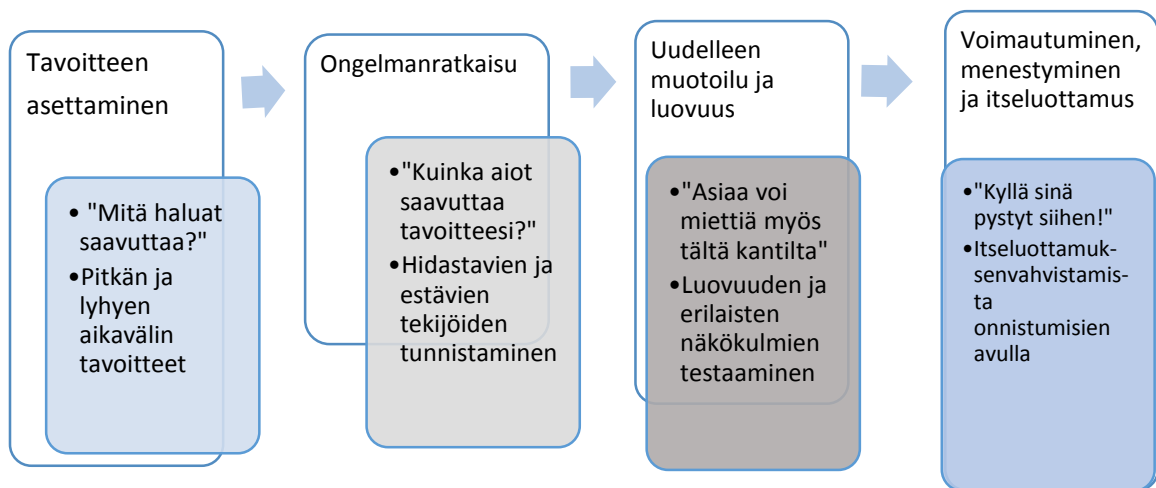 Tavoitteen
asettaminen
• "Mitä haluat
saavuttaa?"
•Pitkän ja
lyhyen
aikavälin
tavoitteet
Ongelmanratkaisu
•"Kuinka aiot
saavuttaa
tavoitteesi?"
•Hidastavien ja
estävien
tekijöiden
tunnistaminen
Uudelleen
muotoilu ja
luovuus
•"Asiaa voi
miettiä myös
tältä kantilta"
•Luovuuden ja
erilaisten
näkökulmien
testaaminen
Voimautuminen,
menestyminen
ja itseluottamus
•"Kyllä sinä
pystyt siihen!"
•Itseluottamuk-
senvahvistamis-
ta
onnistumisien
avulla